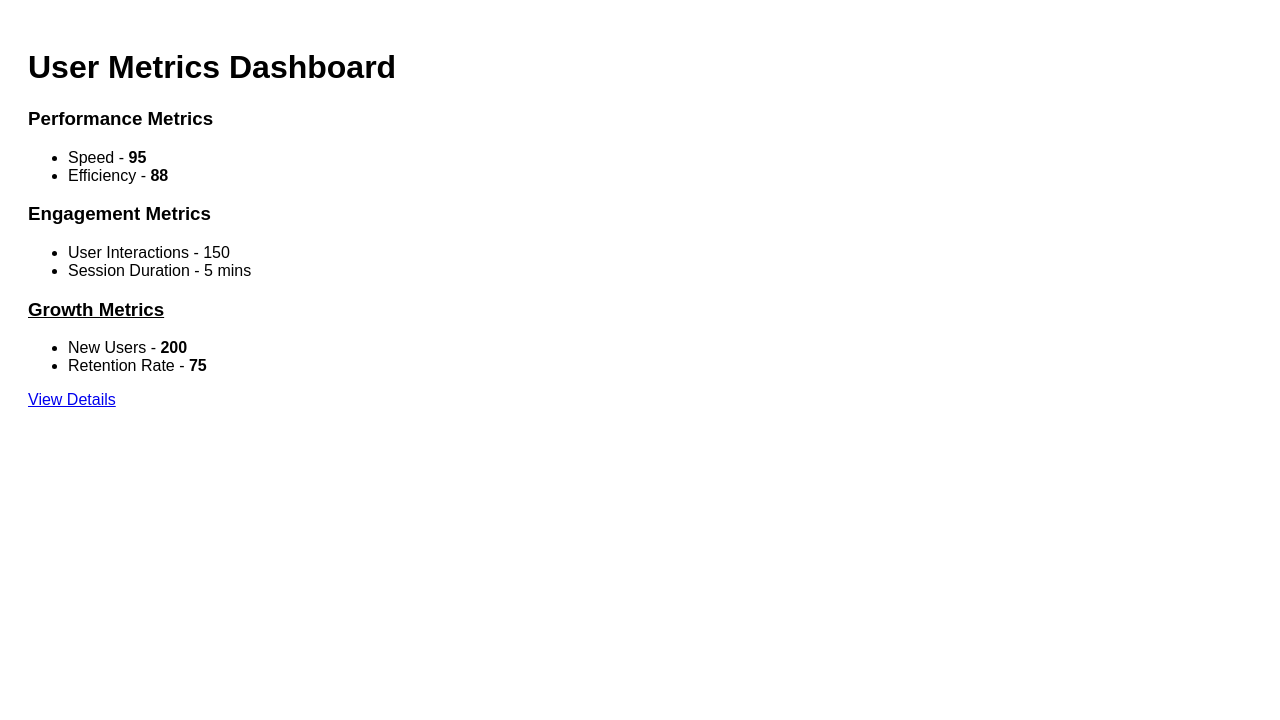 User Metrics Dashboard
Performance Metrics
Speed - 95
Efficiency - 88
Engagement Metrics
User Interactions - 150
Session Duration - 5 mins
Growth Metrics
New Users - 200
Retention Rate - 75
View Details